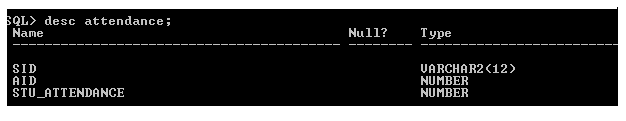 SQL> desc attendance;
Name Null? Type
----------------------------------------- -------- ----------------------------
SID VARCHAR2(12)
AID NUMBER
STU_ATTENDANCE NUMBER